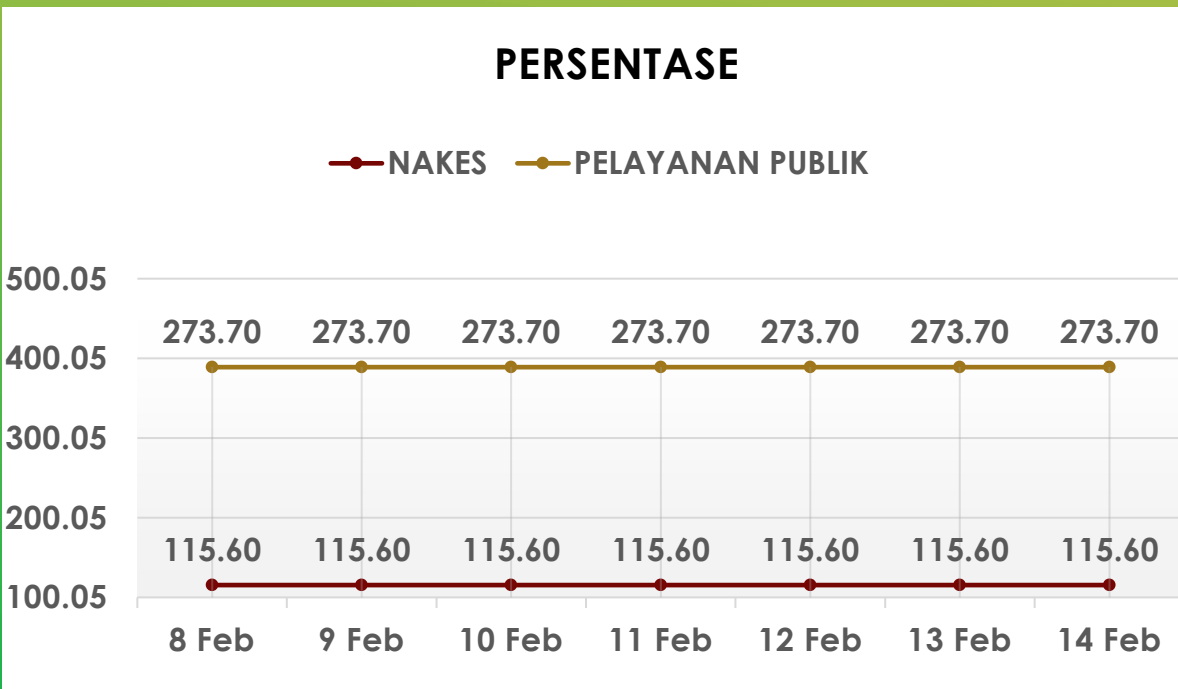 PERSENTASE
NAKES PELAYANAN PUBLIK
500.05
273.70 273.70 273.70 273.70 273.70 273.70 273.70
400.05
300.05
200.05
115.60 115.60 115.60 115.60 115.60 115.60 115.60
100.05
8 Feb 9 Feb 10 Feb 11 Feb 12 Feb 13 Feb 14 Feb